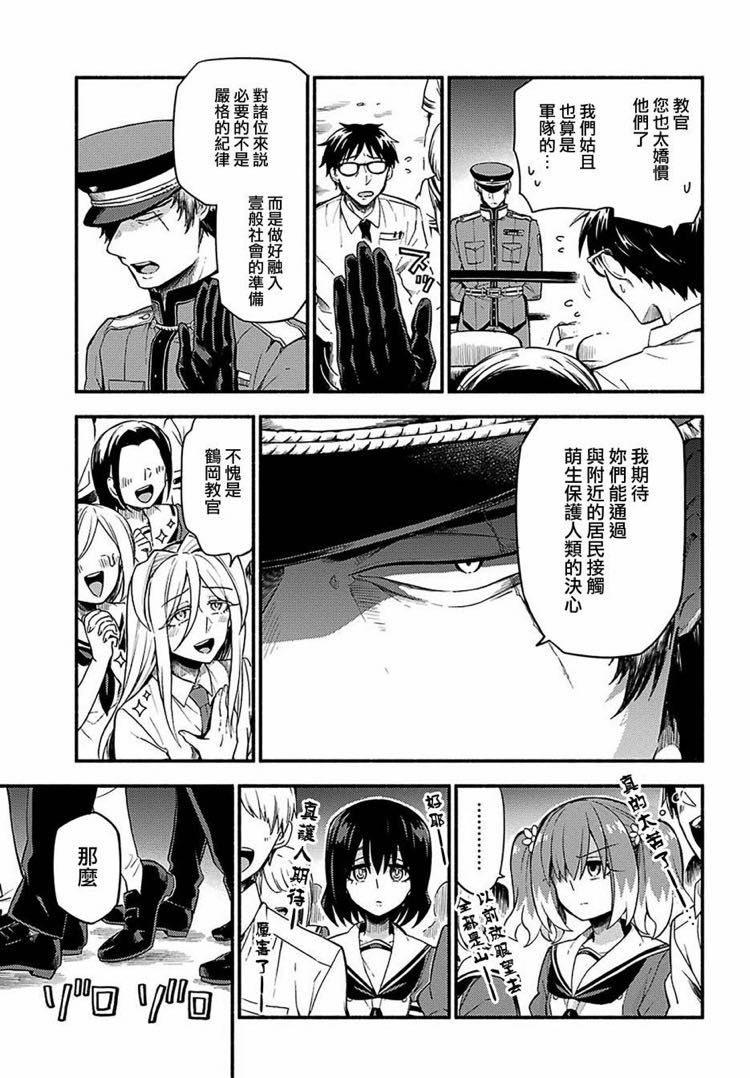 教官
您也太嬌慣
他們了
我們姑且
也算是
軍隊的…
ズッ
對諸位來說
必要的不是
嚴格的紀律
而是做好融入
壹般社會的準備
我期待
妳們能通過
與附近的居民接觸
萌生保護人類的決心
不愧是
鶴岡教官
真的太苦了
………
以前放眼望去
全都是山—
好耶—
真讓人期待—
厲害了—
那麼
ゾロ ゾロ